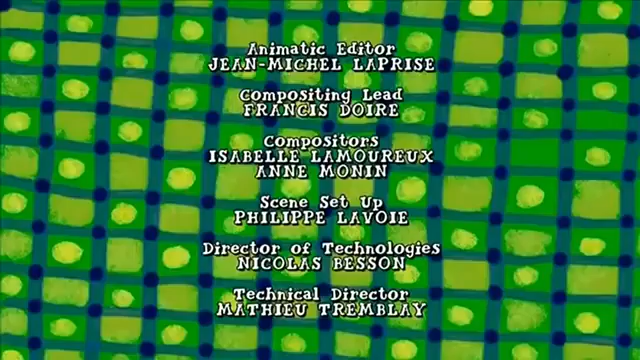 Animatic Editor
JEAN-MICHEL LAPRISE
Compositing Lead
FRANCIS DOIRE
Compositors
ISABELLE LAMOUREUX
ANNE MONIN
Scene Set Up
PHILIPPE LAVOIE
Director of Technologies
NICOLAS BESSON
Technical Director
MATHIEU TREMBLAY